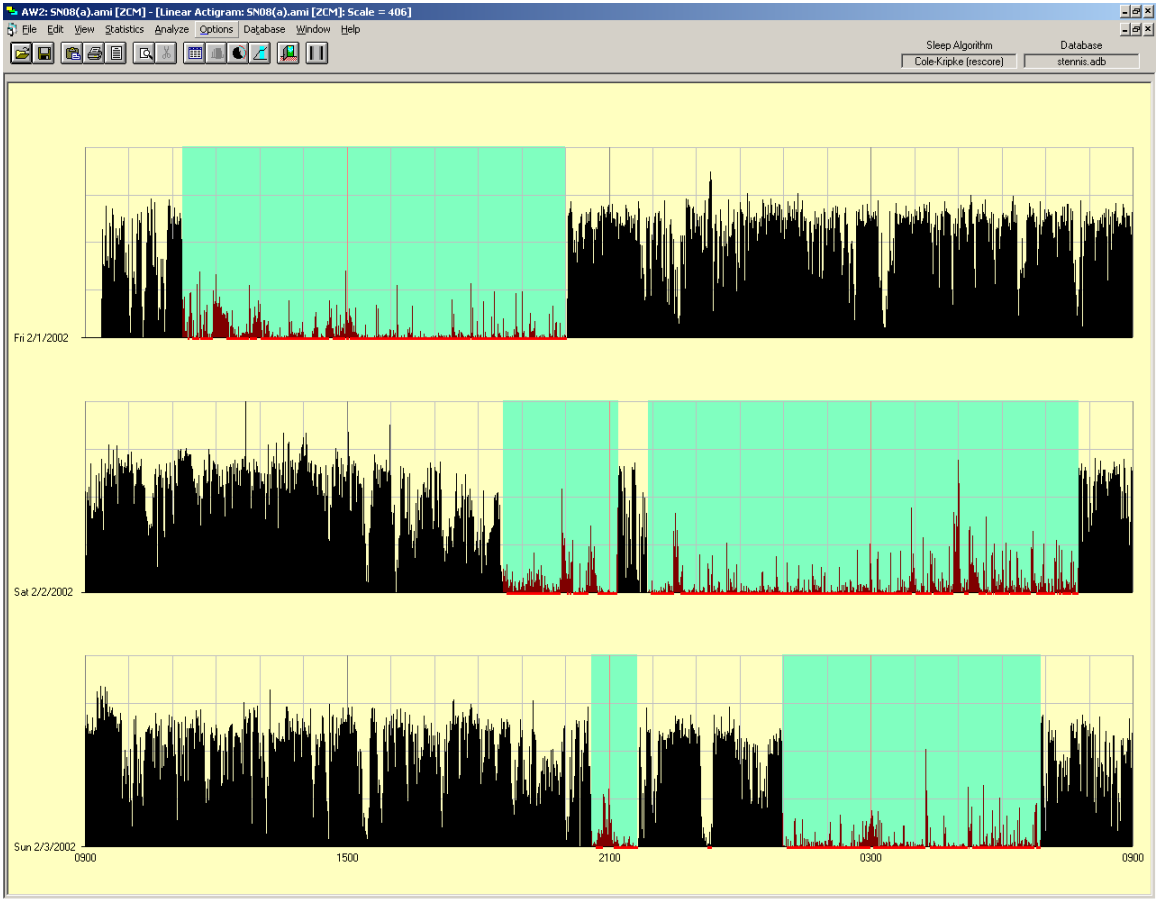 AW2: SN08(a).ami [ZCM] - [Linear Actigram: SN08(a).ami [ZCM]: Scale = 406]
File Edit View Statistics Analyze Options Database Window Help
Sleep Algorithm Database
Cole-Kripke (rescore) stennis.adb
Fri 2/1/2002
Sat 2/2/2002
Sun 2/3/2002
0900 1500 2100 0300 0900